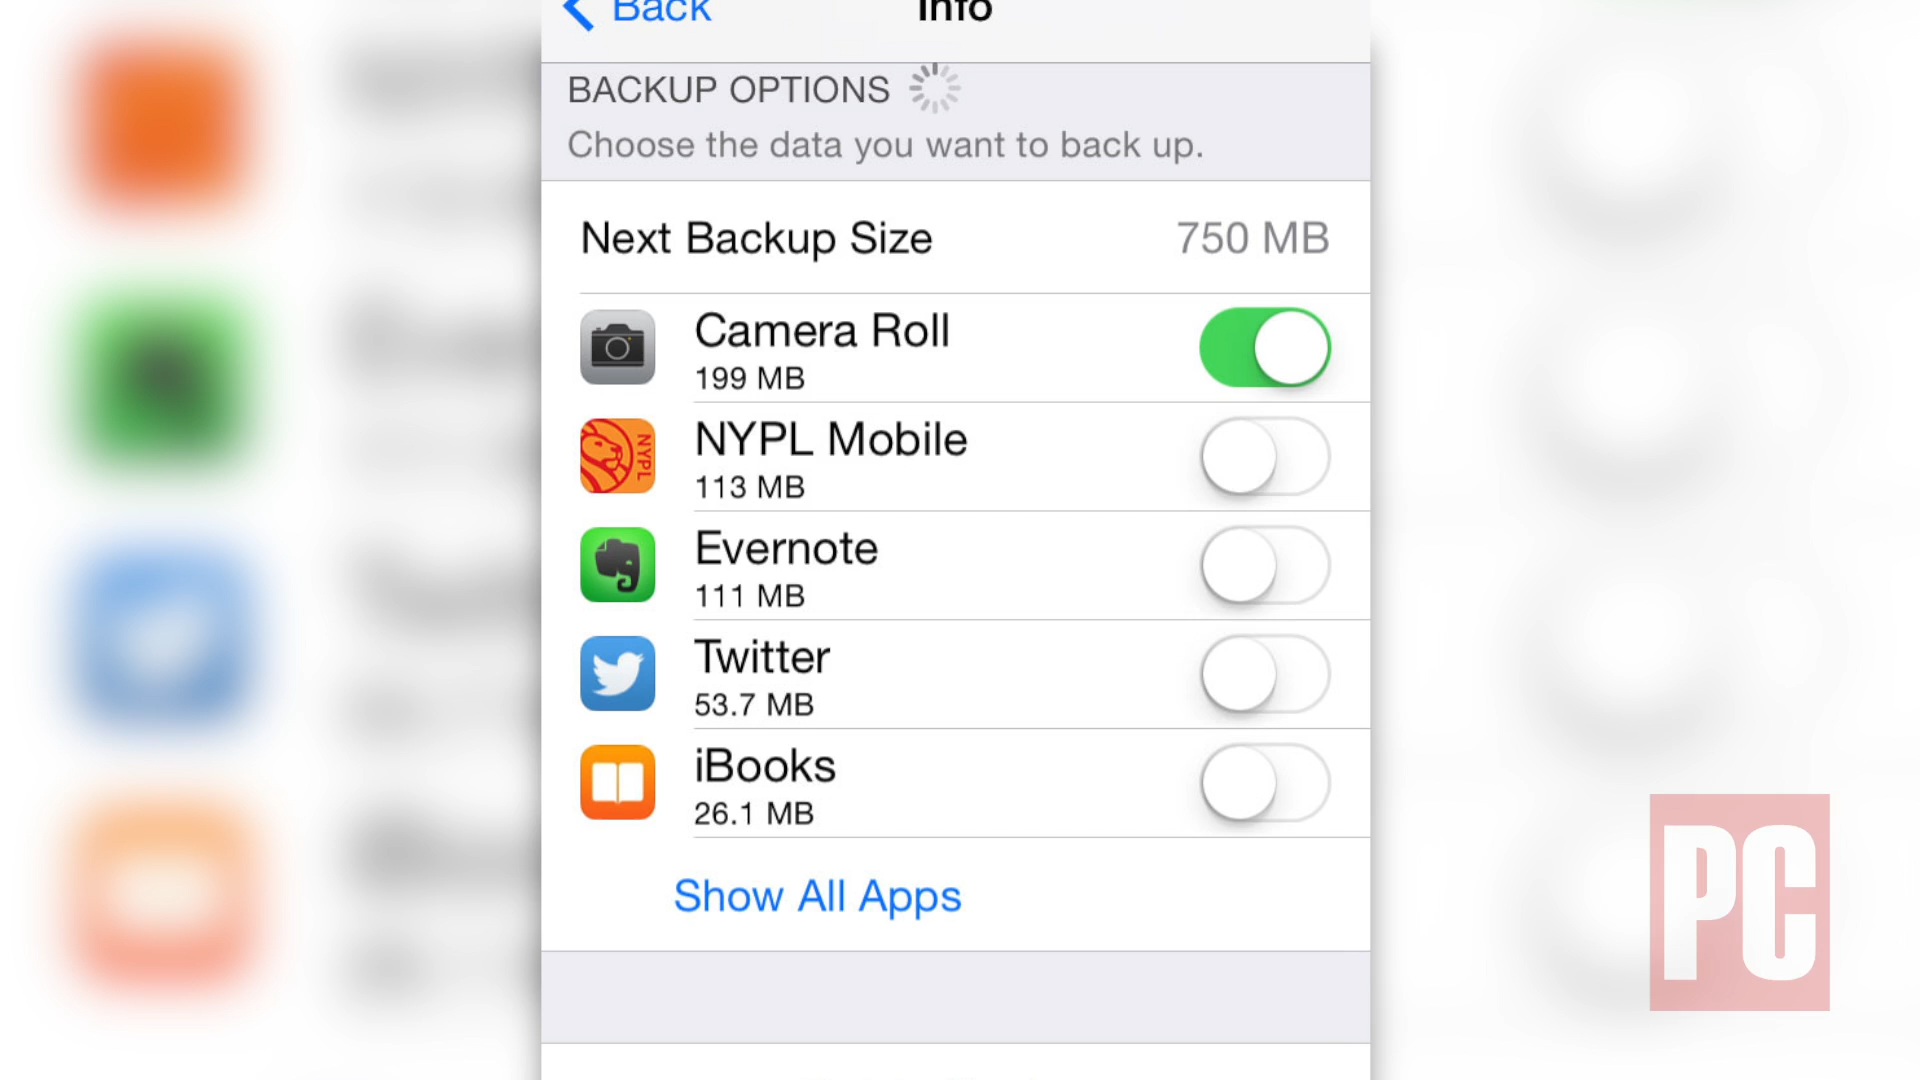 Back
Info
BACKUP OPTIONS
Choose the data you want to back up.
Next Backup Size
750 MB
Camera Roll
199 MB
NYPL
NYPL Mobile
113 MB
Evernote
111 MB
Twitter
53.7 MB
iBooks
26.1 MB
Show All Apps
PC